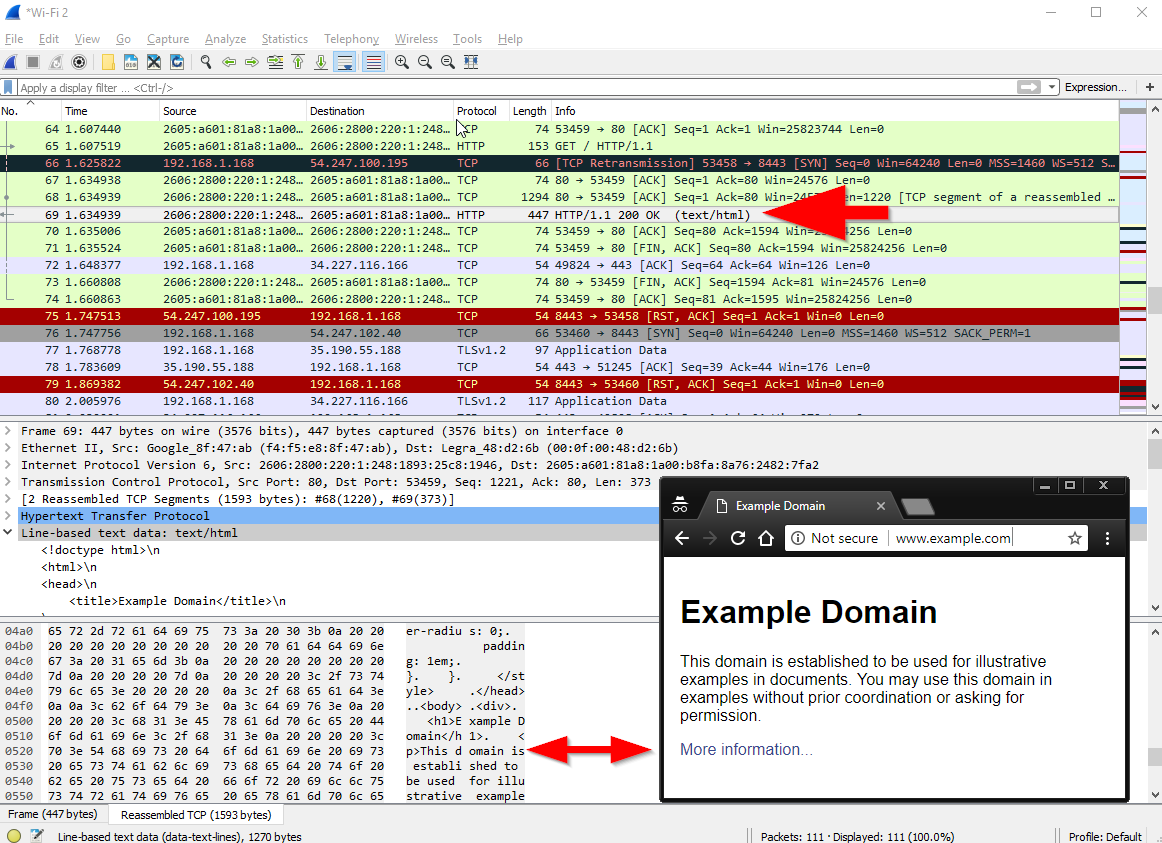 *Wi-Fi 2
File Edit View Go Capture Analyze Statistics Telephony Wireless Tools Help
Apply a display filter ... <Ctrl-/>
Expression...
No. Time Source Destination Protocol Length Info
64 1.607440 2605:a601:81a8:1a00… 2606:2800:220:1:248… TCP 74 53459 → 80 [ACK] Seq=1 Ack=1 Win=25823744 Len=0
65 1.607519 2605:a601:81a8:1a00… 2606:2800:220:1:248… HTTP 153 GET / HTTP/1.1
66 1.625822 192.168.1.168 54.247.100.195 TCP 66 [TCP Retransmission] 53458 → 8443 [SYN] Seq=0 Win=64240 Len=0 MSS=1460 WS=512 S…
67 1.634938 2606:2800:220:1:248… 2605:a601:81a8:1a00… TCP 74 80 → 53459 [ACK] Seq=1 Ack=80 Win=24576 Len=0
68 1.634939 2606:2800:220:1:248… 2605:a601:81a8:1a00… TCP 1294 80 → 53459 [ACK] Seq=1 Ack=80 Len=1220 [TCP segment of a reassembled …
69 1.634939 2606:2800:220:1:248… 2605:a601:81a8:1a00… HTTP 447 HTTP/1.1 200 OK (text/html)
70 1.635006 2605:a601:81a8:1a00… 2606:2800:220:1:248… TCP 74 53459 → 80 [ACK] Seq=80 Ack=1594 Len=0
71 1.635524 2605:a601:81a8:1a00… 2606:2800:220:1:248… TCP 74 53459 → 80 [FIN, ACK] Seq=80 Ack=1594 Win=25824256 Len=0
72 1.648377 192.168.1.168 34.227.116.166 TCP 54 49824 → 443 [ACK] Seq=64 Ack=64 Win=126 Len=0
73 1.660808 2606:2800:220:1:248… 2605:a601:81a8:1a00… TCP 74 80 → 53459 [FIN, ACK] Seq=1594 Ack=81 Win=24576 Len=0
74 1.660863 2605:a601:81a8:1a00… 2606:2800:220:1:248… TCP 74 53459 → 80 [ACK] Seq=81 Ack=1595 Win=25824256 Len=0
75 1.747513 54.247.100.195 192.168.1.168 TCP 54 8443 → 53458 [RST, ACK] Seq=1 Ack=1 Win=0 Len=0
76 1.747756 192.168.1.168 54.247.102.40 TCP 66 53460 → 8443 [SYN] Seq=0 Win=64240 Len=0 MSS=1460 WS=512 SACK_PERM=1
77 1.768778 192.168.1.168 35.190.55.188 TLSv1.2 97 Application Data
78 1.783609 35.190.55.188 192.168.1.168 TCP 54 443 → 51245 [ACK] Seq=39 Ack=44 Win=176 Len=0
79 1.869382 54.247.102.40 192.168.1.168 TCP 54 8443 → 53460 [RST, ACK] Seq=1 Ack=1 Win=0 Len=0
80 2.005976 192.168.1.168 34.227.116.166 TLSv1.2 117 Application Data
Frame 69: 447 bytes on wire (3576 bits), 447 bytes captured (3576 bits) on interface 0
Ethernet II, Src: Google_8f:47:ab (f4:f5:e8:8f:47:ab), Dst: Legra_48:d2:6b (00:0f:00:48:d2:6b)
Internet Protocol Version 6, Src: 2606:2800:220:1:248:1893:25c8:1946, Dst: 2605:a601:81a8:1a00:b8fa:8a76:2482:7fa2
Transmission Control Protocol, Src Port: 80, Dst Port: 53459, Seq: 1221, Ack: 80, Len: 373
[2 Reassembled TCP Segments (1593 bytes): #68(1220), #69(373)]
Hypertext Transfer Protocol
Line-based text data: text/html
<!doctype html>\n
<html>\n
<head>\n
<title>Example Domain</title>\n
04a0 65 72 2d 72 61 64 69 75 73 3a 20 30 3b 0a 20 20 er-radiu s: 0;.
04b0 20 20 20 20 20 20 20 20 20 20 70 61 64 64 69 6e paddin
04c0 67 3a 20 31 65 6d 3b 0a 20 20 20 20 20 20 20 20 g: 1em;.
04d0 7d 0a 20 20 20 20 7d 0a 20 20 20 20 3c 2f 73 74 }. }. </st
04e0 79 6c 65 3e 20 20 20 20 0a 3c 2f 68 65 61 64 3e yle> .</head>
04f0 0a 0a 3c 62 6f 64 79 3e 0a 3c 64 69 76 3e 0a 20 ..<body> .<div>.
0500 20 20 20 3c 68 31 3e 45 78 61 6d 70 6c 65 20 44 <h1>E xample D
0510 6f 6d 61 69 6e 3c 2f 68 31 3e 0a 20 20 20 20 3c omain</h 1>. <
0520 70 3e 54 68 69 73 20 64 6f 6d 61 69 6e 20 69 73 p>This d omain is
0530 20 65 73 74 61 62 6c 69 73 68 65 64 20 74 6f 20 establi shed to
0540 62 65 20 75 73 65 64 20 66 6f 72 20 69 6c 6c 75 be used for illu
0550 73 74 72 61 74 69 76 65 20 65 78 61 6d 70 6c 65 strative example
Example Domain
Not secure www.example.com
Example Domain
This domain is established to be used for illustrative
examples in documents. You may use this domain in
examples without prior coordination or asking for
permission.
More information...
Frame (447 bytes) Reassembled TCP (1593 bytes)
Line-based text data (data-text-lines), 1270 bytes
Packets: 111 · Displayed: 111 (100.0%)
Profile: Default